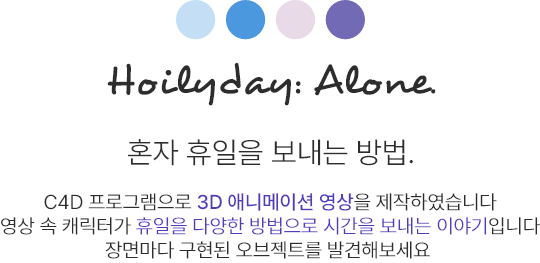 Hoilyday: Alone.
혼자 휴일을 보내는 방법.
C4D 프로그램으로 3D 애니메이션 영상을 제작하였습니다
영상 속 캐릭터가 휴일을 다양한 방법으로 시간을 보내는 이야기입니다
장면마다 구현된 오브젝트를 발견해보세요